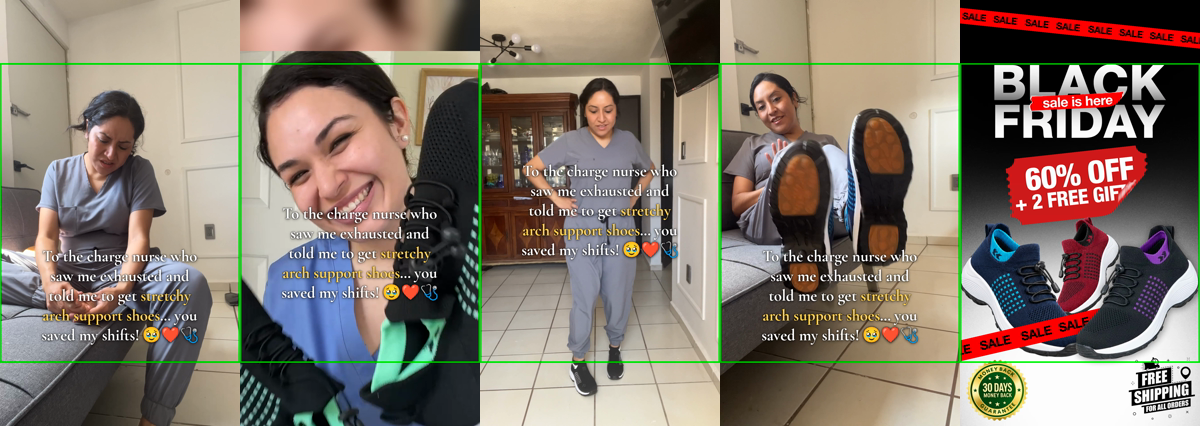 To the charge nurse who
saw me exhausted and
told me to get stretchy
arch support shoes... you
saved my shifts! 🥹❤️🩺
To the charge nurse who
saw me exhausted and
told me to get stretchy
arch support shoes... you
saved my shifts! 🥹❤️🩺
To the charge nurse who
saw me exhausted and
told me to get stretchy
arch support shoes... you
saved my shifts! 🥹❤️🩺
To the charge nurse who
saw me exhausted and
told me to get stretchy
arch support shoes... you
saved my shifts! 🥹❤️🩺
SALE SALE SALE SALE SALE SALE SALE
BLACK
sale is here
FRIDAY
60% OFF
+ 2 FREE GIFT
SALE SALE SALE SALE
MONEY BACK
30 DAYS
MONEY BACK
GUARANTEE
FREE
SHIPPING
FOR ALL ORDERS